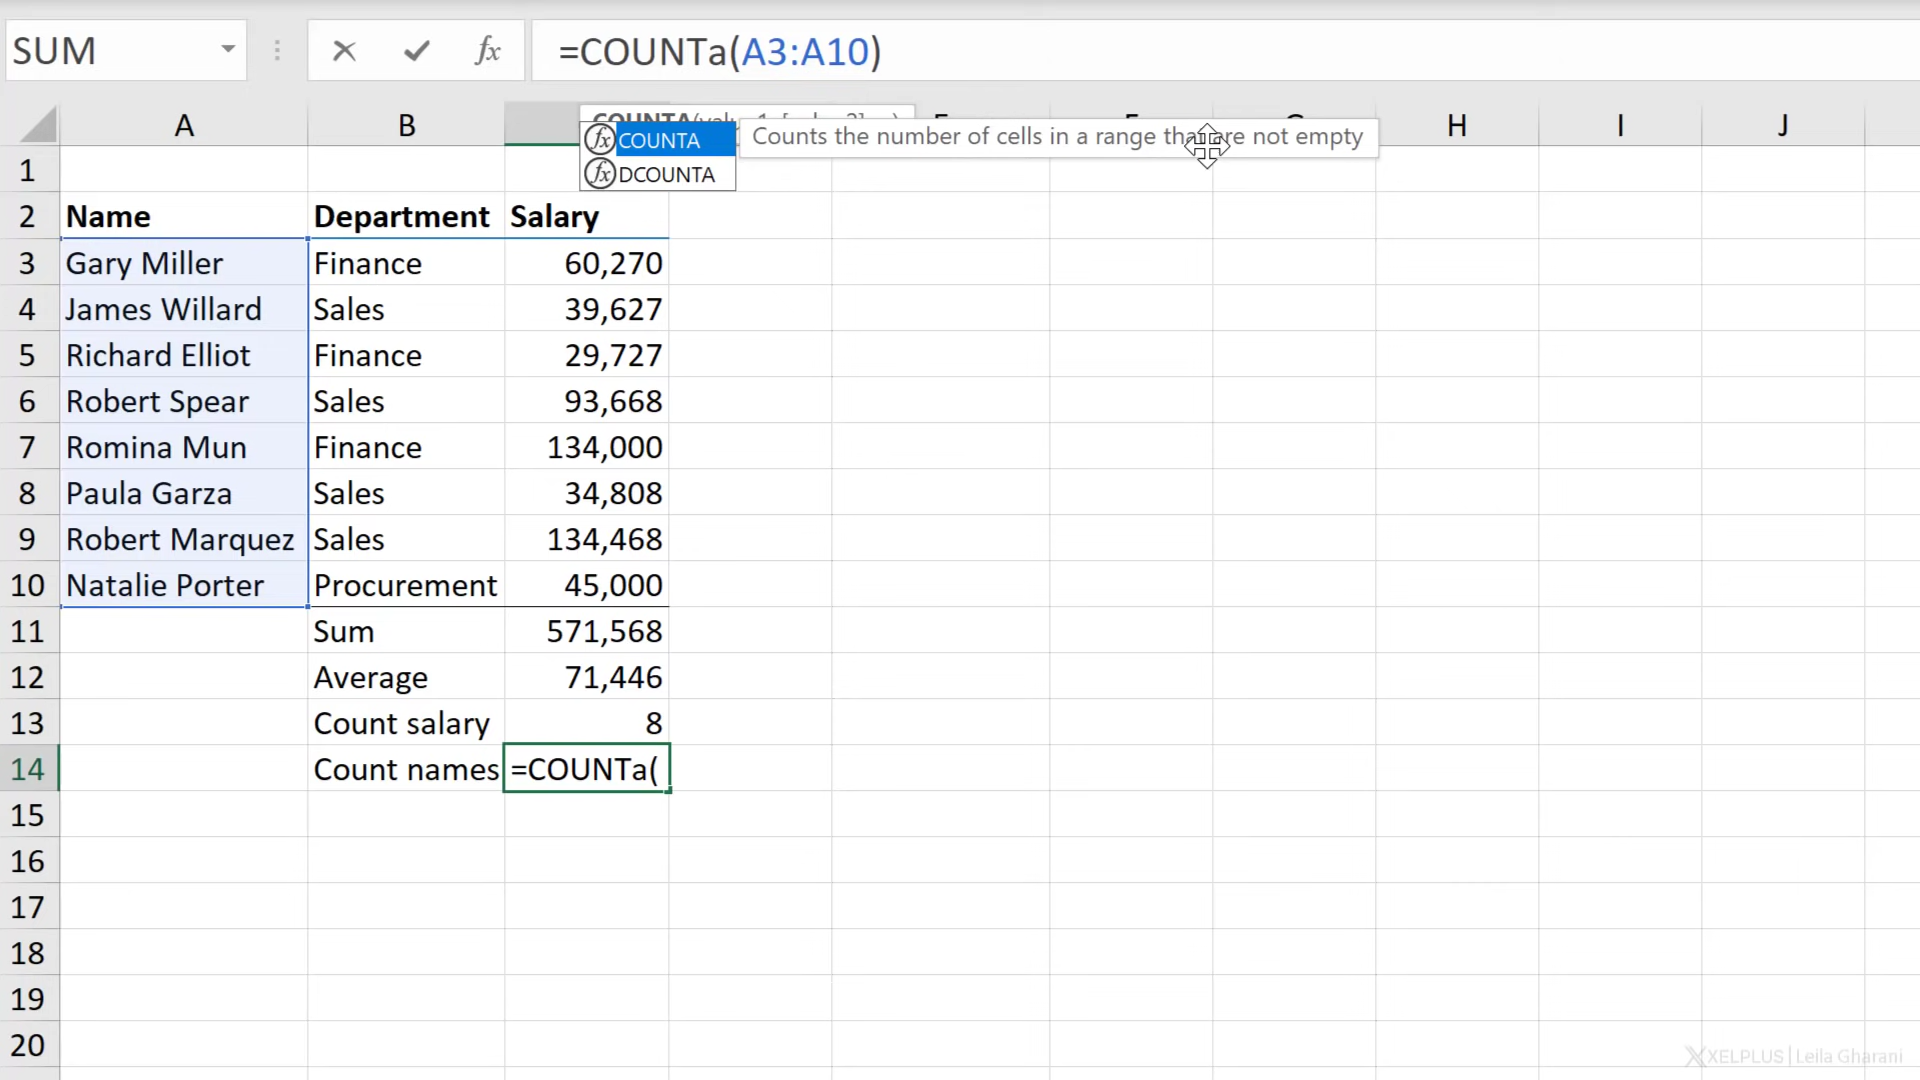 SUM =COUNTa(A3:A10)
A B H I J
COUNTA Counts the number of cells in a range that are not empty
DCOUNTA
1
2 Name Department Salary
3 Gary Miller Finance 60,270
4 James Willard Sales 39,627
5 Richard Elliot Finance 29,727
6 Robert Spear Sales 93,668
7 Romina Mun Finance 134,000
8 Paula Garza Sales 34,808
9 Robert Marquez Sales 134,468
10 Natalie Porter Procurement 45,000
11 Sum 571,568
12 Average 71,446
13 Count salary 8
14 Count names =COUNTa(
15
16
17
18
19
20
XELPLUS | Leila Gharani